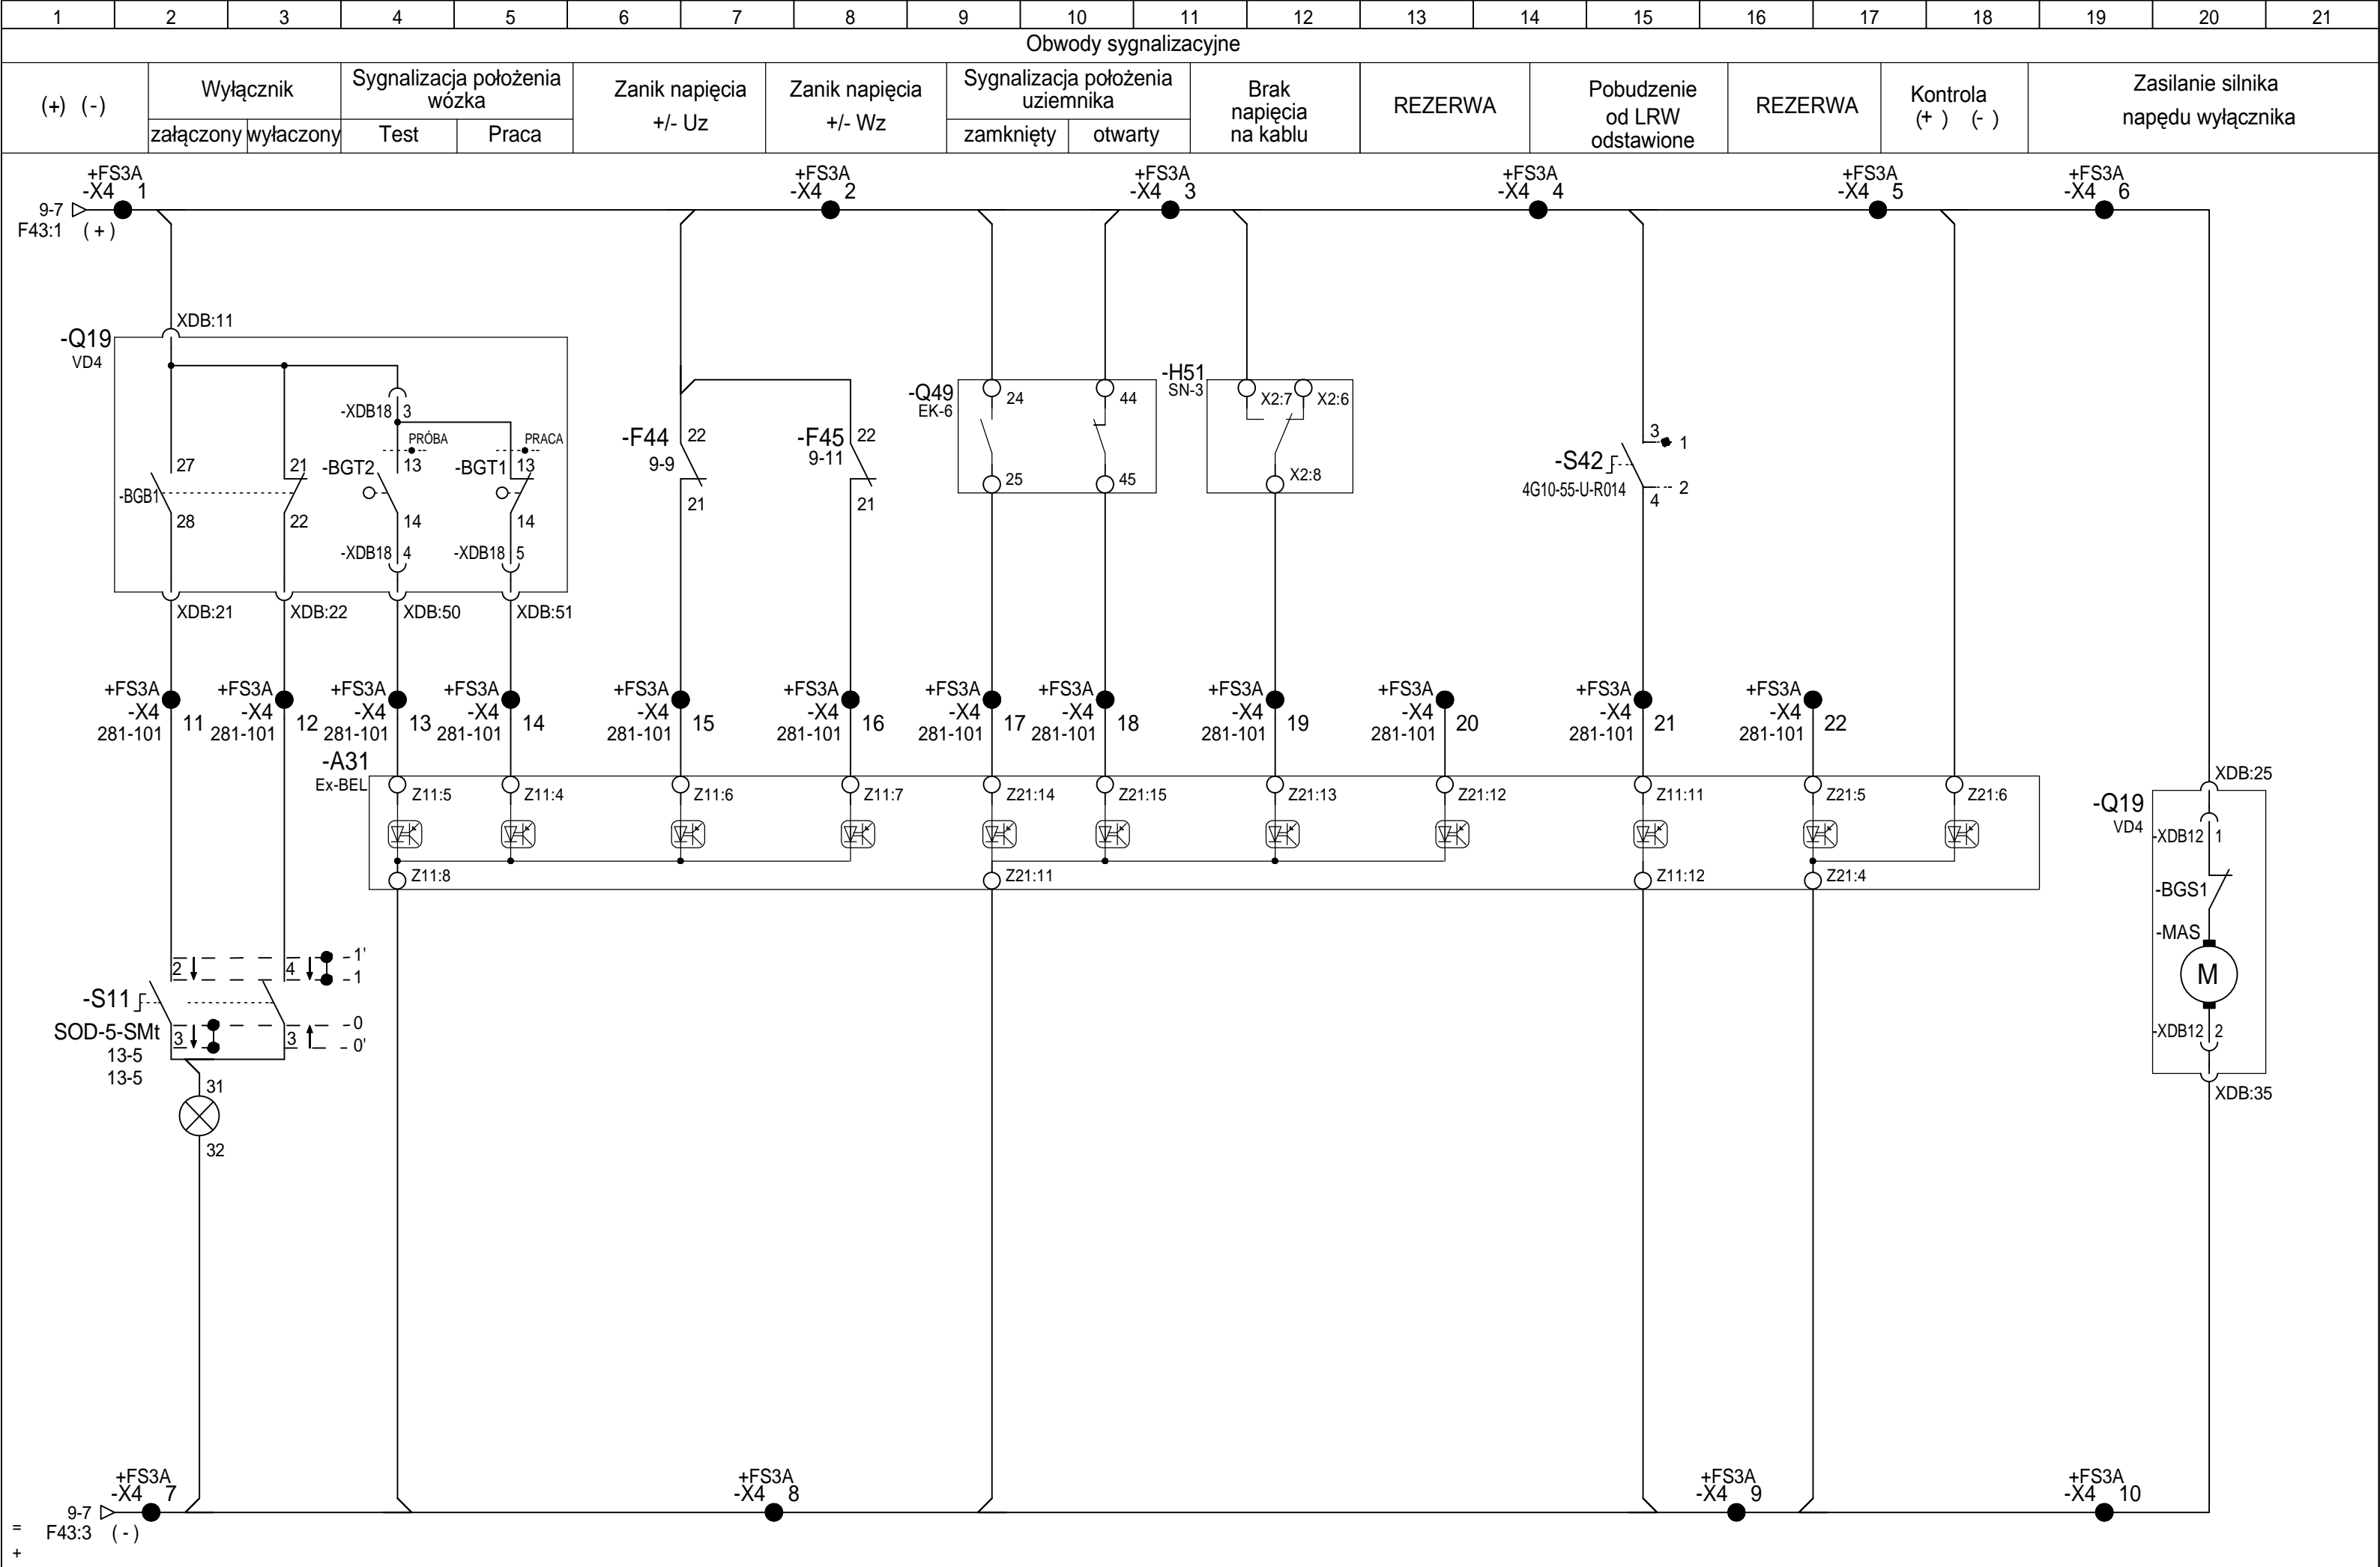 1 2 3 4 5 6 7 8 9 10 11 12 13 14 15 16 17 18 19 20 21
Obwody sygnalizacyjne
(+) (-)
Wyłącznik
załączony wyłaczony
Sygnalizacja położenia
wózka
Test Praca
Zanik napięcia
+/- Uz
Zanik napięcia
+/- Wz
Sygnalizacja położenia
uziemnika
zamknięty otwarty
Brak
napięcia
na kablu
REZERWA
Pobudzenie
od LRW
odstawione
REZERWA
Kontrola
(+ ) (- )
Zasilanie silnika
napędu wyłącznika
+FS3A
-X4 1
9-7
F43:1 (+)
+FS3A
-X4 2
+FS3A
-X4 3
+FS3A
-X4 4
+FS3A
-X4 5
+FS3A
-X4 6
XDB:11
-Q19
VD4
-XDB18 3
PRÓBA
PRACA
27
21
-BGT2 13
-BGT1 13
-BGB1
28
22
14
14
-XDB18 4
-XDB18 5
XDB:21
XDB:22
XDB:50
XDB:51
-F44 22
9-9
21
-F45 22
9-11
21
-Q49
EK-6
24
44
25
45
-H51
SN-3
X2:7 X2:6
X2:8
3
1
-S42
4G10-55-U-R014
2
4
+FS3A
-X4 11
281-101
+FS3A
-X4 12
281-101
+FS3A
-X4 13
281-101
+FS3A
-X4 14
281-101
+FS3A
-X4 15
281-101
+FS3A
-X4 16
281-101
+FS3A
-X4 17
281-101
+FS3A
-X4 18
281-101
+FS3A
-X4 19
281-101
+FS3A
-X4 20
281-101
+FS3A
-X4 21
281-101
+FS3A
-X4 22
281-101
-A31
Ex-BEL
Z11:5
Z11:4
Z11:6
Z11:7
Z21:14
Z21:15
Z21:13
Z21:12
Z11:11
Z21:5
Z21:6
Z11:8
Z21:11
Z11:12
Z21:4
XDB:25
-Q19
VD4
-XDB12 1
-BGS1
-MAS
M
-XDB12 2
XDB:35
2
4
1'
1
-S11
SOD-5-SMt
13-5
13-5
3
3
0
0'
31
32
+FS3A
-X4 7
9-7
F43:3 (-)
+FS3A
-X4 8
+FS3A
-X4 9
+FS3A
-X4 10
=
+